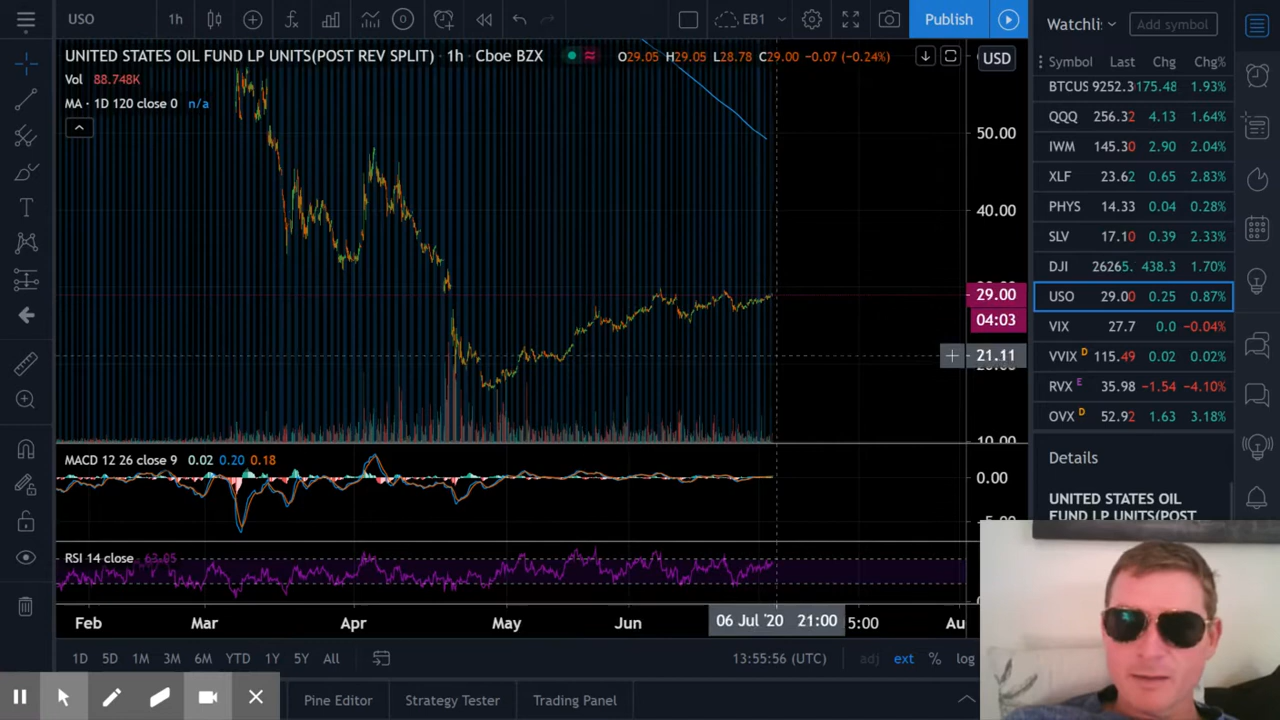 USO 1h EB1 Publish
UNITED STATES OIL FUND LP UNITS(POST REV SPLIT) · 1h · Cboe BZX O29.05 H29.05 L28.78 C29.00 -0.07 (-0.24%) USD
Vol 88.748K
MA · 1D 120 close 0 n/a
50.00
40.00
29.00
04:03
21.11
10.00
MACD 12 26 close 9 0.02 0.20 0.18
0.00
RSI 14 close 63.05
Feb Mar Apr May Jun 06 Jul '20 21:00 5:00 Au
1D 5D 1M 3M 6M YTD 1Y 5Y All 13:55:56 (UTC) adj ext % log
Pine Editor Strategy Tester Trading Panel
Watchli Add symbol
Symbol Last Chg Chg%
BTCUS 9252.3 175.48 1.93%
QQQ 256.32 4.13 1.64%
IWM 145.30 2.90 2.04%
XLF 23.62 0.65 2.83%
PHYS 14.33 0.04 0.28%
SLV 17.10 0.39 2.33%
DJI 26265. 438.3 1.70%
USO 29.00 0.25 0.87%
VIX 27.7 0.0 −0.04%
VVIX D 115.49 0.02 0.02%
RVX E 35.98 −1.54 −4.10%
OVX D 52.92 1.63 3.18%
Details
UNITED STATES OIL
FUND LP UNITS(POST